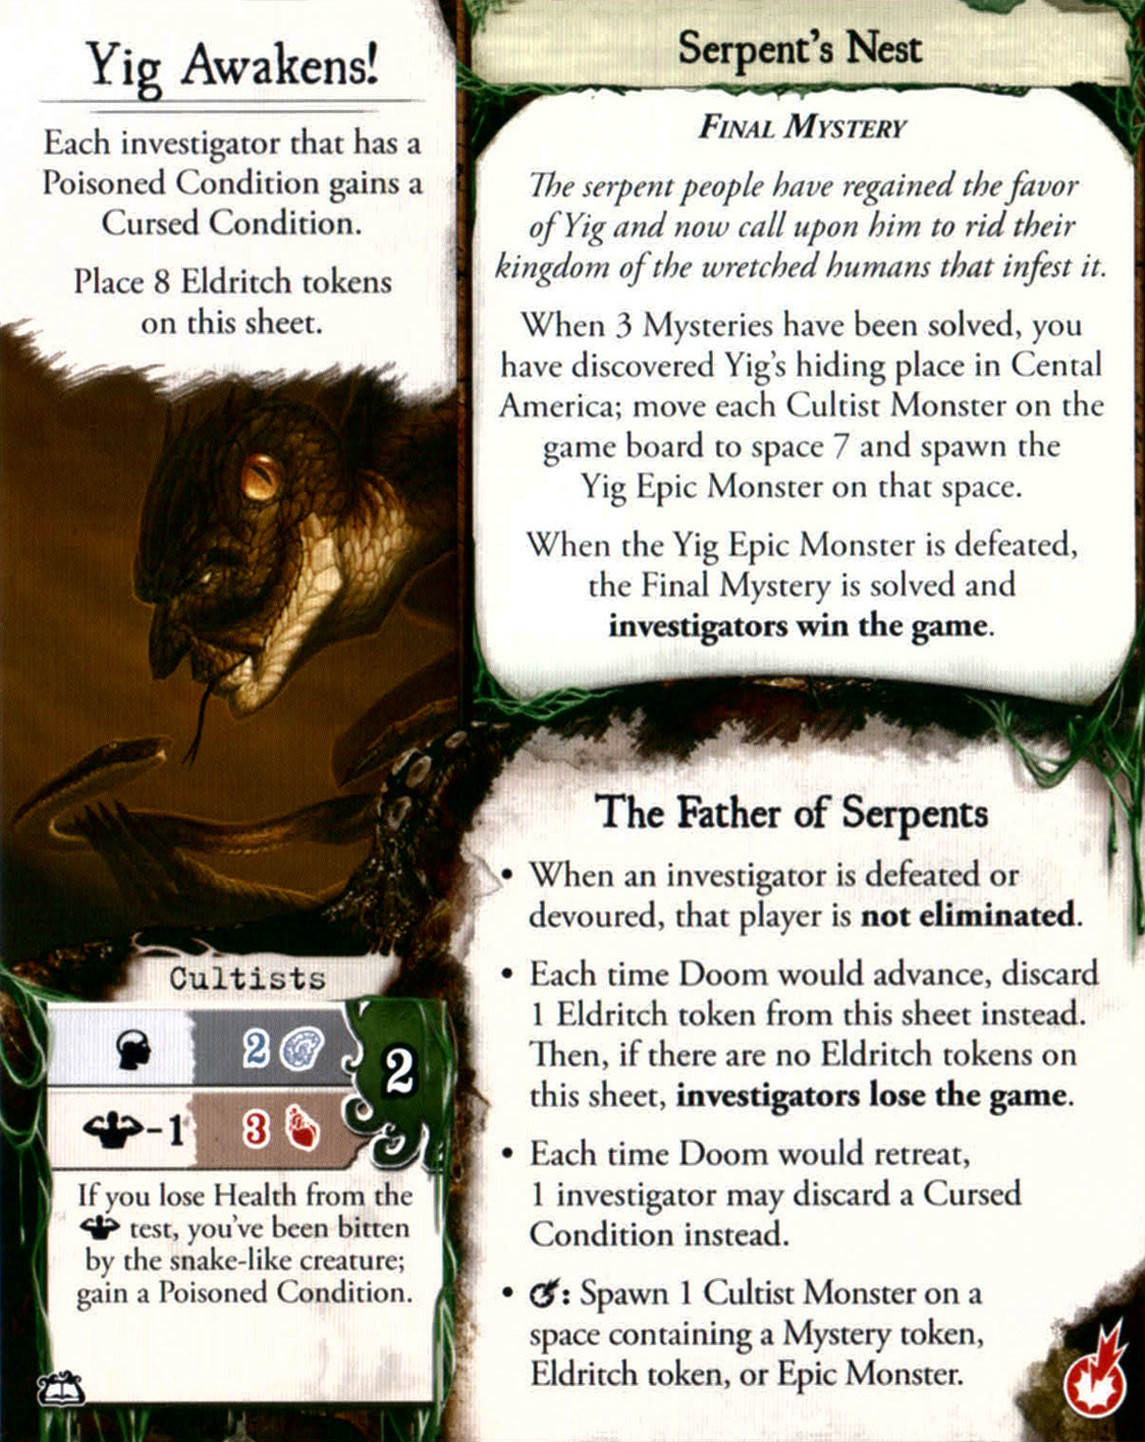 Yig Awakens!
Each investigator that has a
Poisoned Condition gains a
Cursed Condition.
Place 8 Eldritch tokens
on this sheet.
Cultists
2
2
-1
3
If you lose Health from the
test, you've been bitten
by the snake-like creature;
gain a Poisoned Condition.
Serpent's Nest
Final Mystery
The serpent people have regained the favor
of Yig and now call upon him to rid their
kingdom of the wretched humans that infest it.
When 3 Mysteries have been solved, you
have discovered Yig's hiding place in Cental
America; move each Cultist Monster on the
game board to space 7 and spawn the
Yig Epic Monster on that space.
When the Yig Epic Monster is defeated,
the Final Mystery is solved and
investigators win the game.
The Father of Serpents
• When an investigator is defeated or
devoured, that player is not eliminated.
• Each time Doom would advance, discard
1 Eldritch token from this sheet instead.
Then, if there are no Eldritch tokens on
this sheet, investigators lose the game.
• Each time Doom would retreat,
1 investigator may discard a Cursed
Condition instead.
• : Spawn 1 Cultist Monster on a
space containing a Mystery token,
Eldritch token, or Epic Monster.